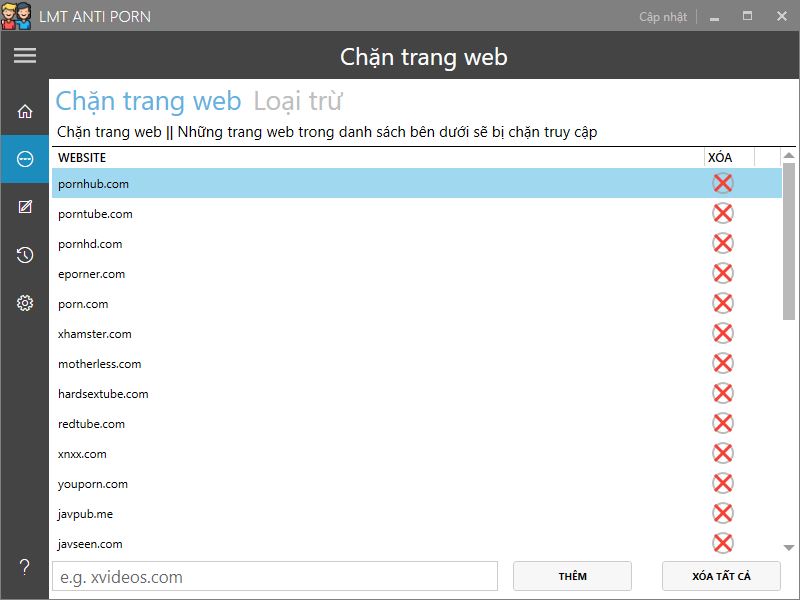 LMT ANTI PORN
Cập nhật
Chặn trang web
Chặn trang web Loại trừ
Chặn trang web || Những trang web trong danh sách bên dưới sẽ bị chặn truy cập
WEBSITE XÓA
pornhub.com
porntube.com
pornhd.com
eporner.com
porn.com
xhamster.com
motherless.com
hardsextube.com
redtube.com
xnxx.com
youporn.com
javpub.me
javseen.com
?
e.g. xvideos.com THÊM XÓA TẤT CẢ